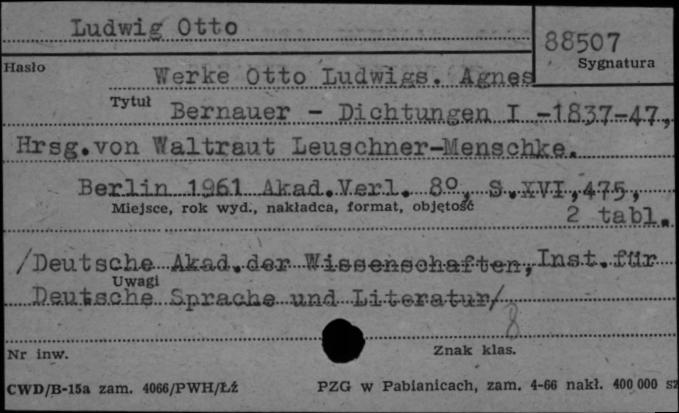 Ludwig Otto
88507
Hasło
Sygnatura
Werke Otto Ludwigs. Agnes
Tytuł
Bernauer - Dichtungen I -1837-47,
Hrsg.von Waltraut Leuschner-Menschke.
Berlin 1961 Akad.Verl. 8º, S.XVI,475,
Miejsce, rok wyd., nakładca, format, objętość
2 tabl.
/Deutsche Akad.der Wissenschaften,Inst.für
Uwagi
Deutsche Sprache und Literatur/
8
Nr inw.
Znak klas.
CWD/B-15a zam. 4066/PWH/ŁŻ
PZG w Pabianicach, zam. 4-66 nakł. 400 000 sz